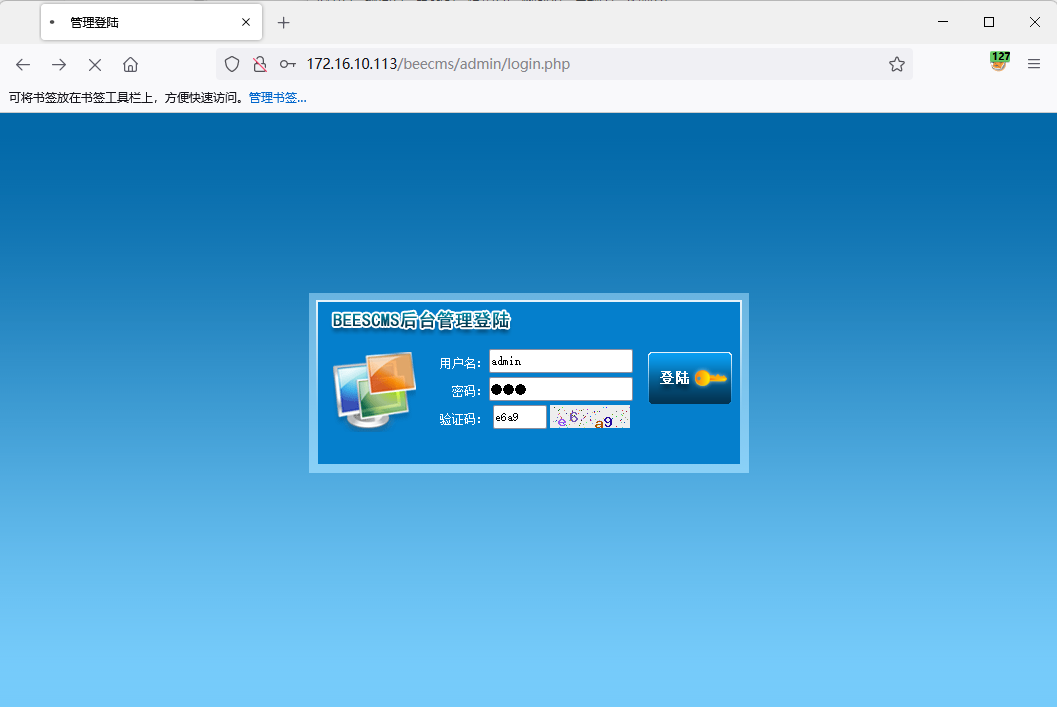 管理登陆
172.16.10.113/beecms/admin/login.php
127
可将书签放在书签工具栏上，方便快速访问。管理书签...
BEESCMS后台管理登陆
用户名： admin
密码： ●●●
验证码： e6a9 e6a9
登陆